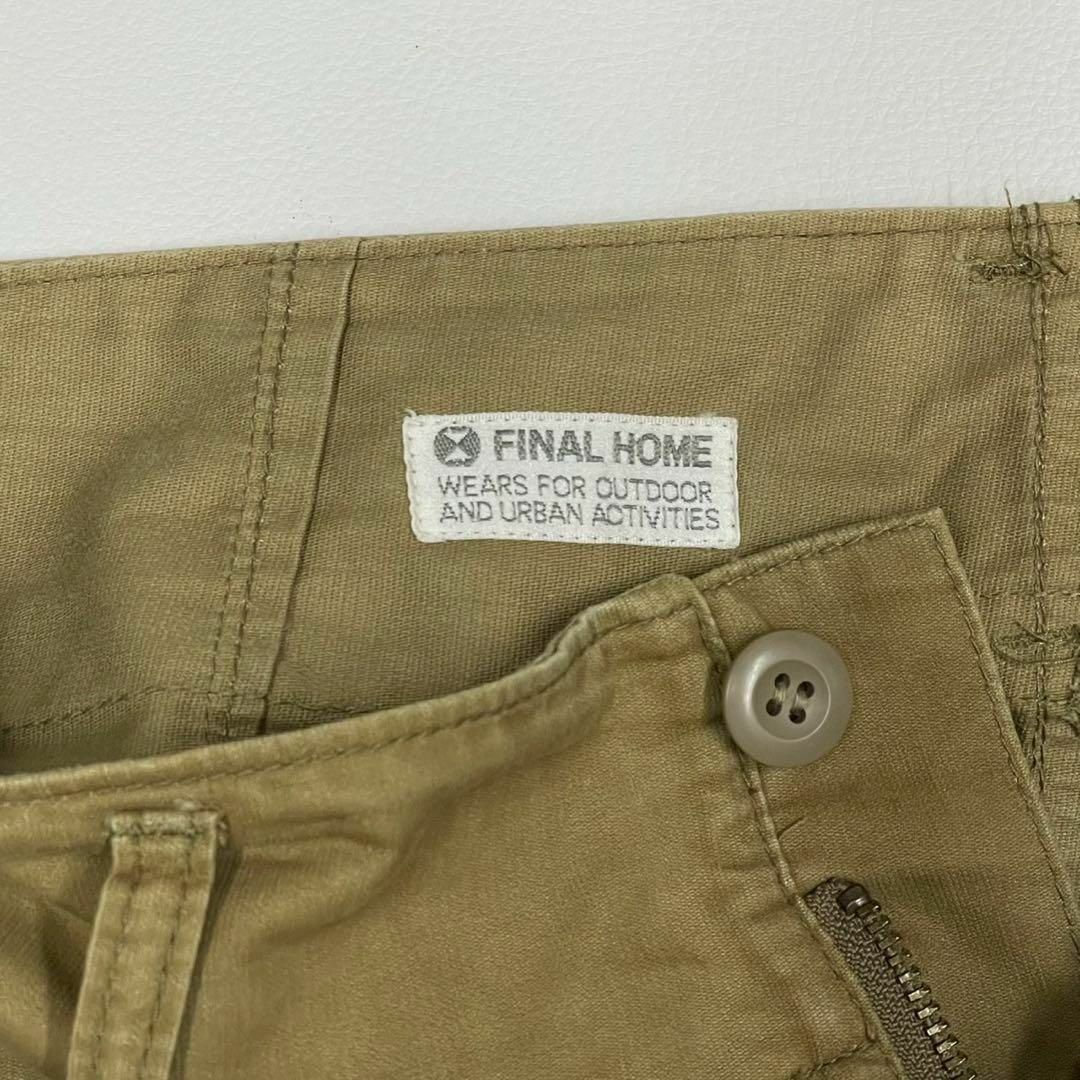 FINAL HOME
WEARS FOR OUTDOOR
AND URBAN ACTIVITIES